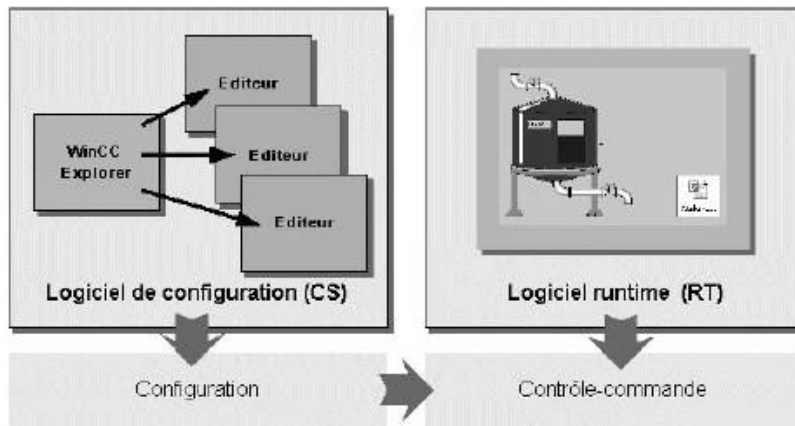 Editeur
WinCC
Explorer
Editeur
Editeur
Logiciel de configuration (CS)
Logiciel runtime (RT)
Configuration
Contrôle-commande